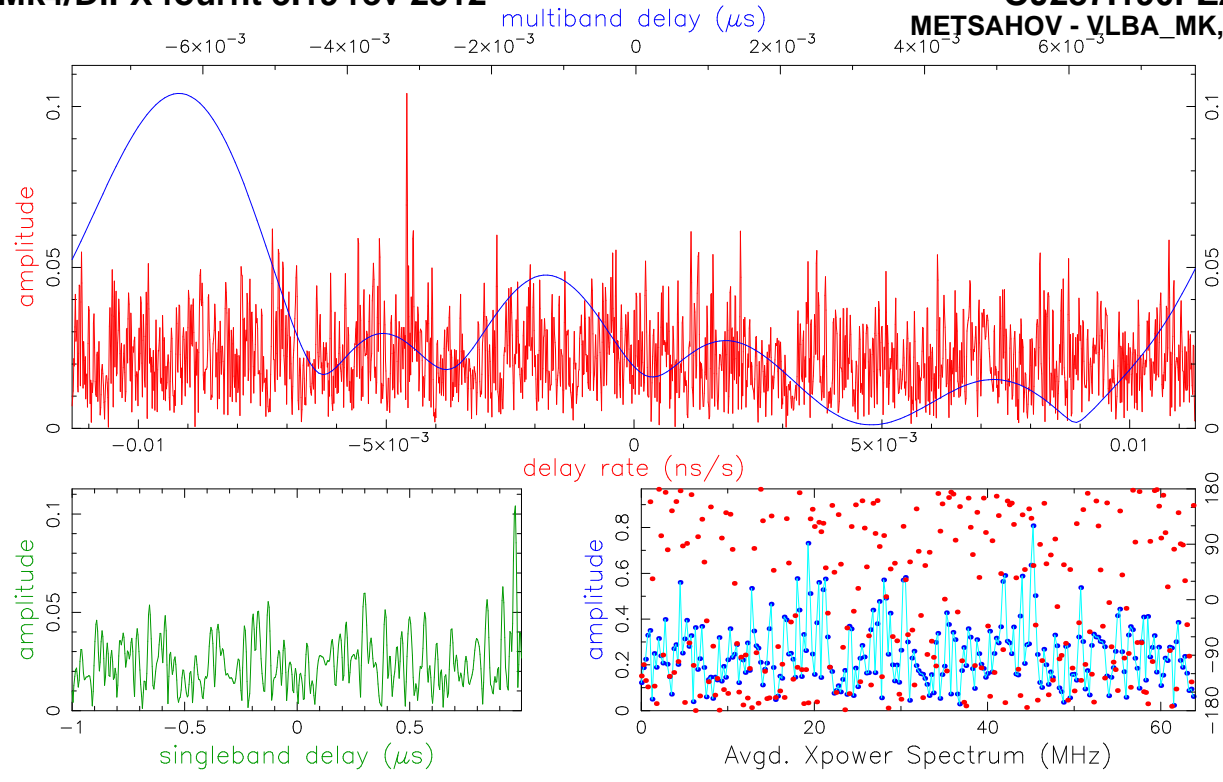 multiband delay (μs)
METSAHOV - VLBA_MK,
−6×10⁻³ −4×10⁻³ −2×10⁻³ 0 2×10⁻³ 4×10⁻³ 6×10⁻³
0.1 0.1
amplitude
0.05 0.05
0 0
−0.01 −5×10⁻³ 0 5×10⁻³ 0.01
delay rate (ns/s)
0.1
amplitude
0.05
0
−1 −0.5 0 0.5
singleband delay (μs)
0.8
0.6
amplitude
0.4
0.2
0
180
90
0
−90
−180
0 20 40 60
Avgd. Xpower Spectrum (MHz)